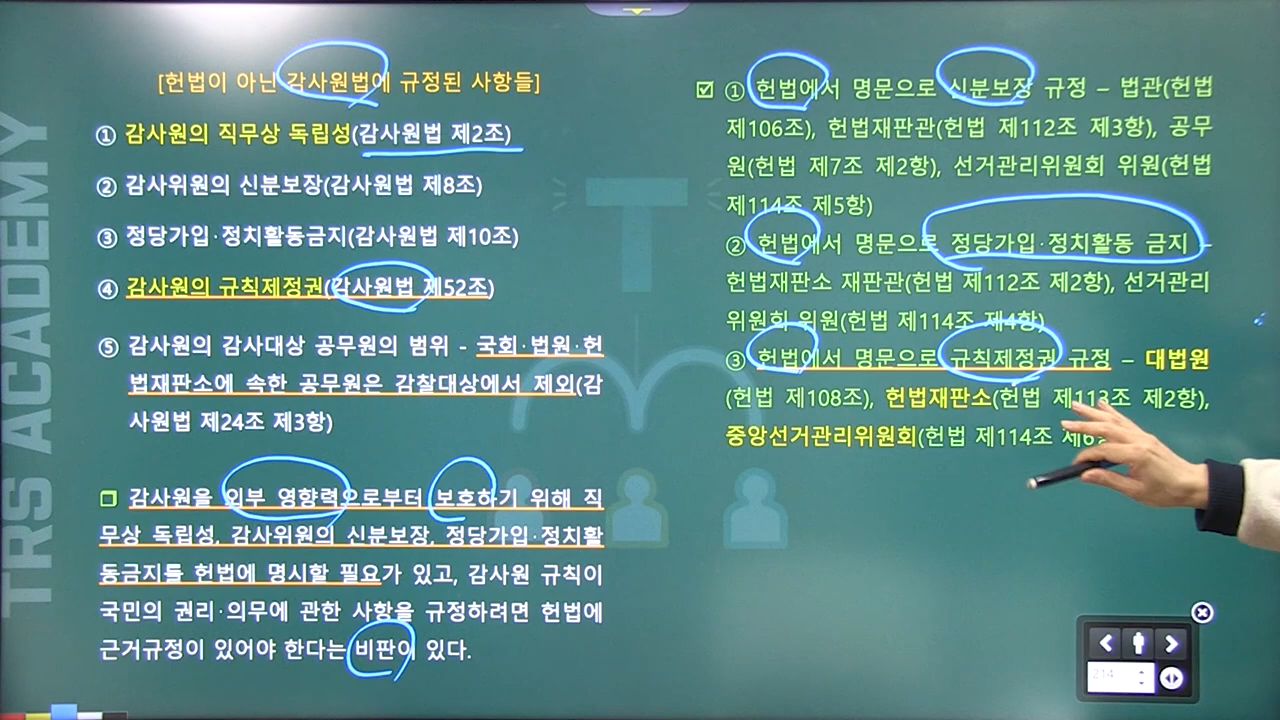 [헌법이 아닌 감사원법에 규정된 사항들]
① 감사원의 직무상 독립성(감사원법 제2조)
② 감사위원의 신분보장(감사원법 제8조)
③ 정당가입·정치활동금지(감사원법 제10조)
④ 감사원의 규칙제정권(감사원법 제52조)
⑤ 감사원의 감사대상 공무원의 범위 - 국회·법원·헌
법재판소에 속한 공무원은 감찰대상에서 제외(감
사원법 제24조 제3항)
❒ 감사원을 외부 영향력으로부터 보호하기 위해 직
무상 독립성, 감사위원의 신분보장, 정당가입·정치활
동금지를 헌법에 명시할 필요가 있고, 감사원 규칙이
국민의 권리·의무에 관한 사항을 규정하려면 헌법에
근거규정이 있어야 한다는 비판이 있다.
☑ ① 헌법에서 명문으로 신분보장 규정 – 법관(헌법
제106조), 헌법재판관(헌법 제112조 제3항), 공무
원(헌법 제7조 제2항), 선거관리위원회 위원(헌법
제114조 제5항)
② 헌법에서 명문으로 정당가입·정치활동 금지 –
헌법재판소 재판관(헌법 제112조 제2항), 선거관리
위원회 위원(헌법 제114조 제4항)
③ 헌법에서 명문으로 규칙제정권 규정 – 대법원
(헌법 제108조), 헌법재판소(헌법 제113조 제2항),
중앙선거관리위원회(헌법 제114조 제6
TRS ACADEMY
214